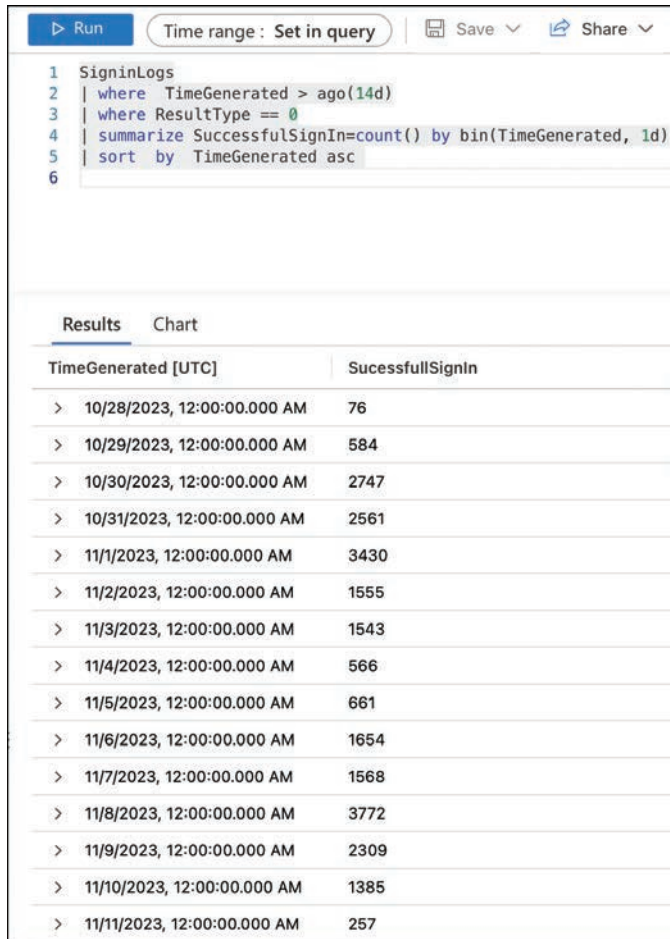 Run Time range : Set in query Save Share
1 SigninLogs
2 | where TimeGenerated > ago(14d)
3 | where ResultType == 0
4 | summarize SuccessfulSignIn=count() by bin(TimeGenerated, 1d)
5 | sort by TimeGenerated asc
6
Results Chart
TimeGenerated [UTC] SucessfullSignIn
> 10/28/2023, 12:00:00.000 AM 76
> 10/29/2023, 12:00:00.000 AM 584
> 10/30/2023, 12:00:00.000 AM 2747
> 10/31/2023, 12:00:00.000 AM 2561
> 11/1/2023, 12:00:00.000 AM 3430
> 11/2/2023, 12:00:00.000 AM 1555
> 11/3/2023, 12:00:00.000 AM 1543
> 11/4/2023, 12:00:00.000 AM 566
> 11/5/2023, 12:00:00.000 AM 661
> 11/6/2023, 12:00:00.000 AM 1654
> 11/7/2023, 12:00:00.000 AM 1568
> 11/8/2023, 12:00:00.000 AM 3772
> 11/9/2023, 12:00:00.000 AM 2309
> 11/10/2023, 12:00:00.000 AM 1385
> 11/11/2023, 12:00:00.000 AM 257